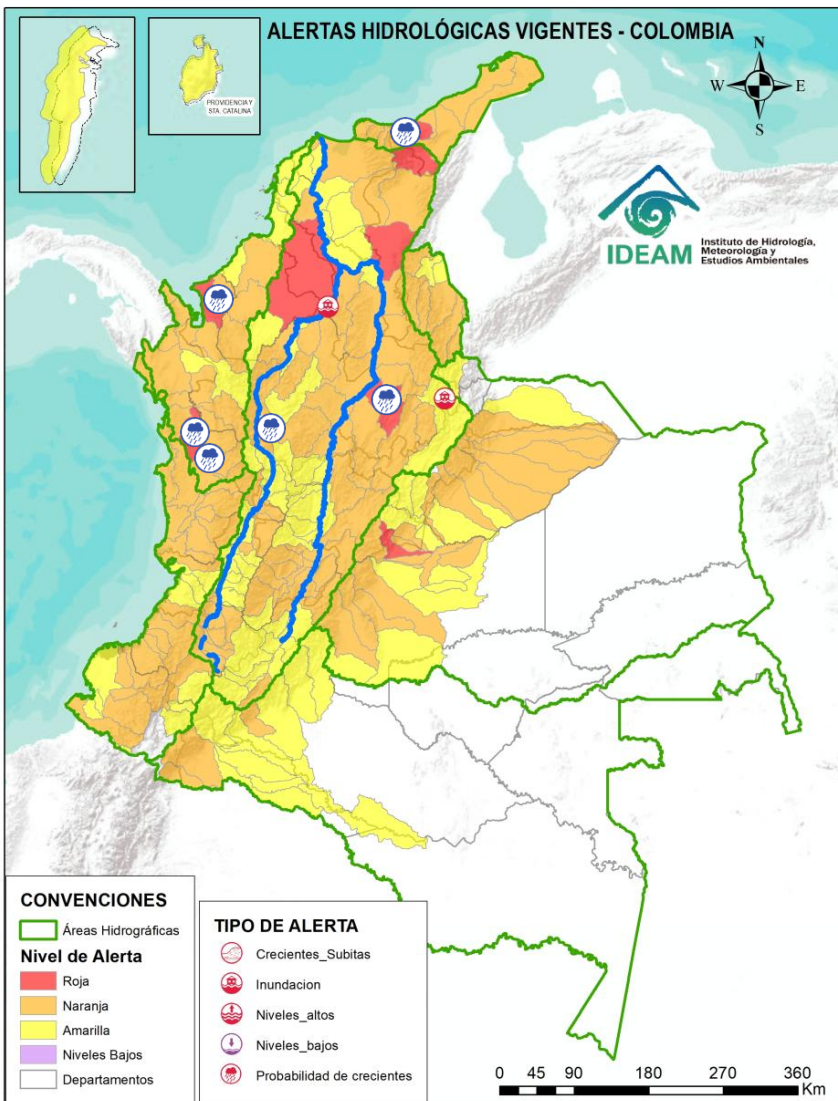 ALERTAS HIDROLÓGICAS VIGENTES - COLOMBIA
PROVIDENCIA Y
STA. CATALINA
N
W
E
S
IDEAM
Instituto de Hidrología,
Meteorología y
Estudios Ambientales
CONVENCIONES
Áreas Hidrográficas
Nivel de Alerta
Roja
Naranja
Amarilla
Niveles Bajos
Departamentos
TIPO DE ALERTA
Crecientes_Subitas
Inundacion
Niveles_altos
Niveles_bajos
Probabilidad de crecientes
0 45 90 180 270 360
Km